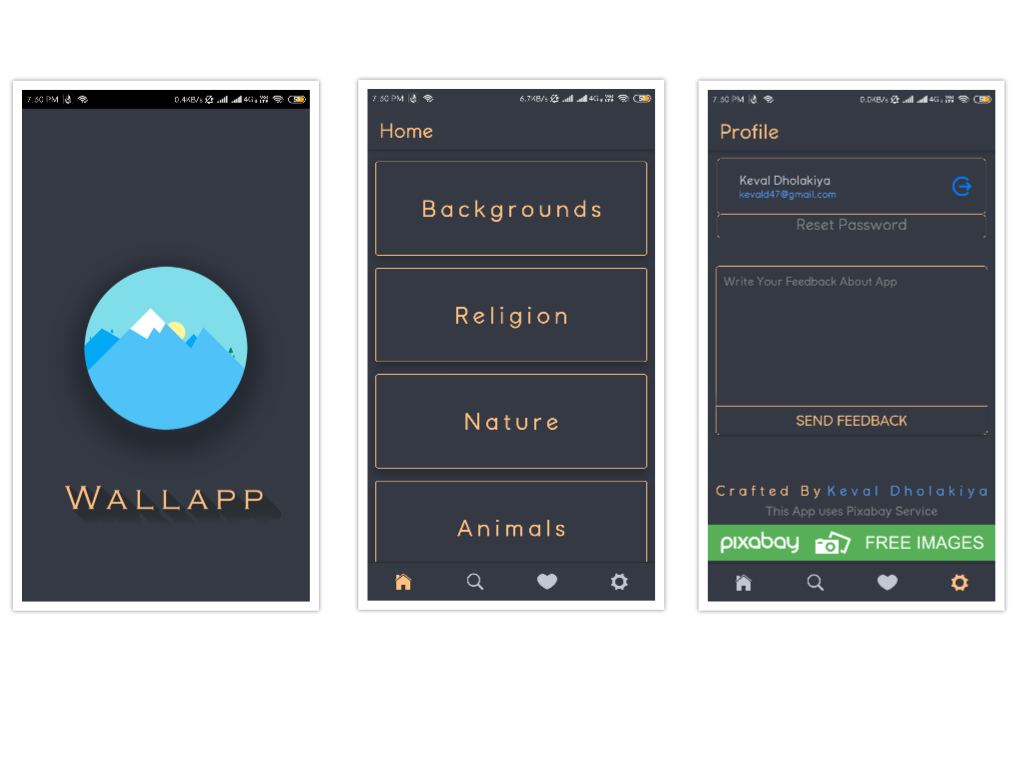 7:50 PM 0.4KB/s 4G
WALLAPP
7:50 PM 6.7KB/s 4G
Home
Backgrounds
Religion
Nature
Animals
7:50 PM 0.0KB/s 4G
Profile
Keval Dholakiya
kevald47@gmail.com
Reset Password
Write Your Feedback About App
SEND FEEDBACK
Crafted By Keval Dholakiya
This App uses Pixabay Service
pixabay FREE IMAGES